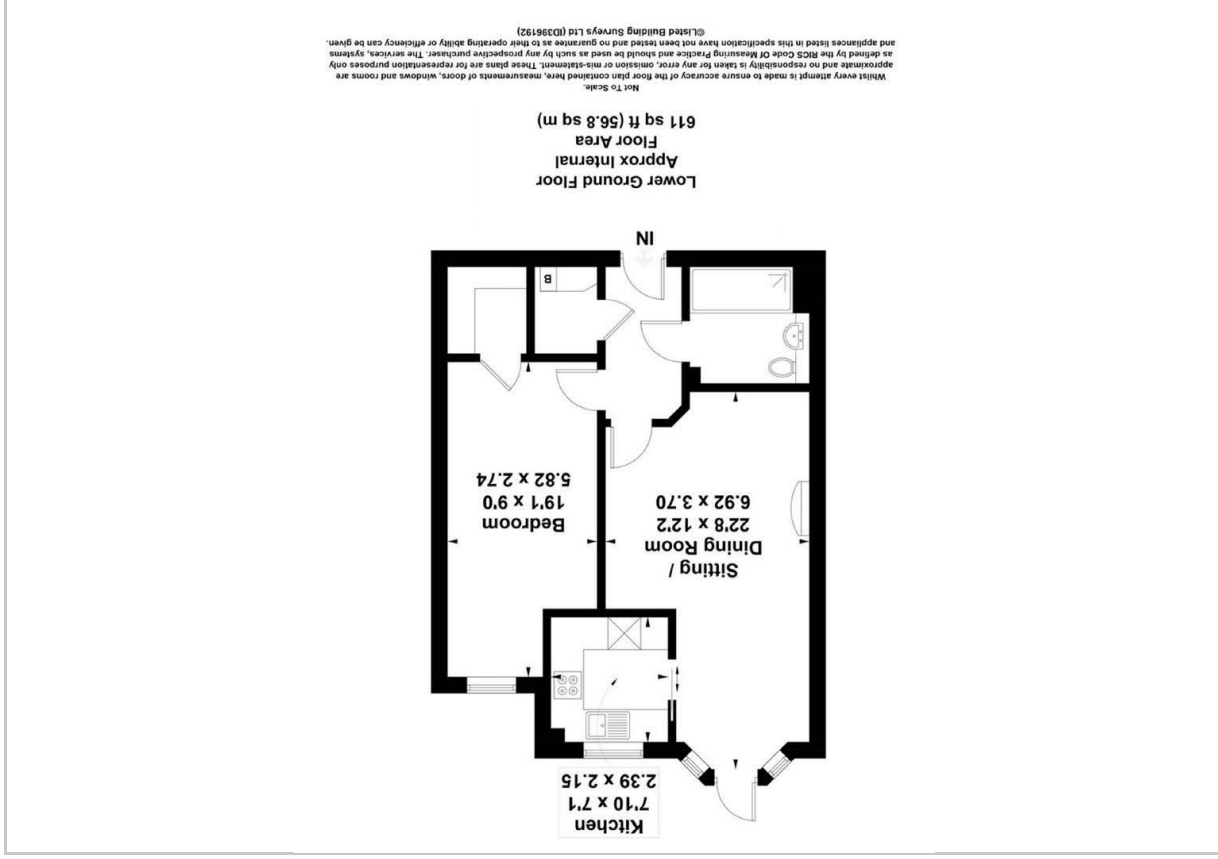 Kitchen
7'10 x 7'1
2.39 x 2.15
Sitting /
Dining Room
22'8 x 12'2
6.92 x 3.70
Bedroom
19'1 x 9'0
5.82 x 2.74
B
IN
Lower Ground Floor
Approx Internal
Floor Area
611 sq ft (56.8 sq m)
Not To Scale.
Whilst every attempt is made to ensure accuracy of the floor plan contained here, measurements of doors, windows and rooms are
approximate and no responsibility is taken for any error, omission or mis-statement. These plans are for representation purposes only
as defined by the RICS Code Of Measuring Practice and should be used as such by any prospective purchaser. The services, systems
and appliances listed in this specification have not been tested and no guarantee as to their operating ability or efficiency can be given.
©Listed Building Surveys Ltd (ID396192)